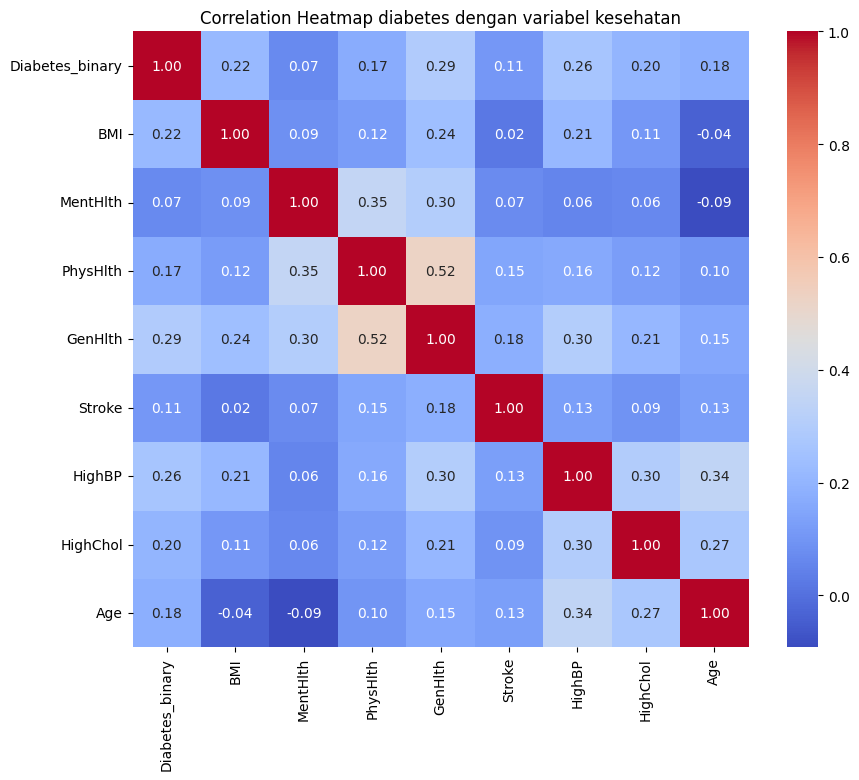 Correlation Heatmap diabetes dengan variabel kesehatan
Diabetes_binary 1.00 0.22 0.07 0.17 0.29 0.11 0.26 0.20 0.18
BMI 0.22 1.00 0.09 0.12 0.24 0.02 0.21 0.11 -0.04
MentHlth 0.07 0.09 1.00 0.35 0.30 0.07 0.06 0.06 -0.09
PhysHlth 0.17 0.12 0.35 1.00 0.52 0.15 0.16 0.12 0.10
GenHlth 0.29 0.24 0.30 0.52 1.00 0.18 0.30 0.21 0.15
Stroke 0.11 0.02 0.07 0.15 0.18 1.00 0.13 0.09 0.13
HighBP 0.26 0.21 0.06 0.16 0.30 0.13 1.00 0.30 0.34
HighChol 0.20 0.11 0.06 0.12 0.21 0.09 0.30 1.00 0.27
Age 0.18 -0.04 -0.09 0.10 0.15 0.13 0.34 0.27 1.00
Diabetes_binary
BMI
MentHlth
PhysHlth
GenHlth
Stroke
HighBP
HighChol
Age
1.0
0.8
0.6
0.4
0.2
0.0